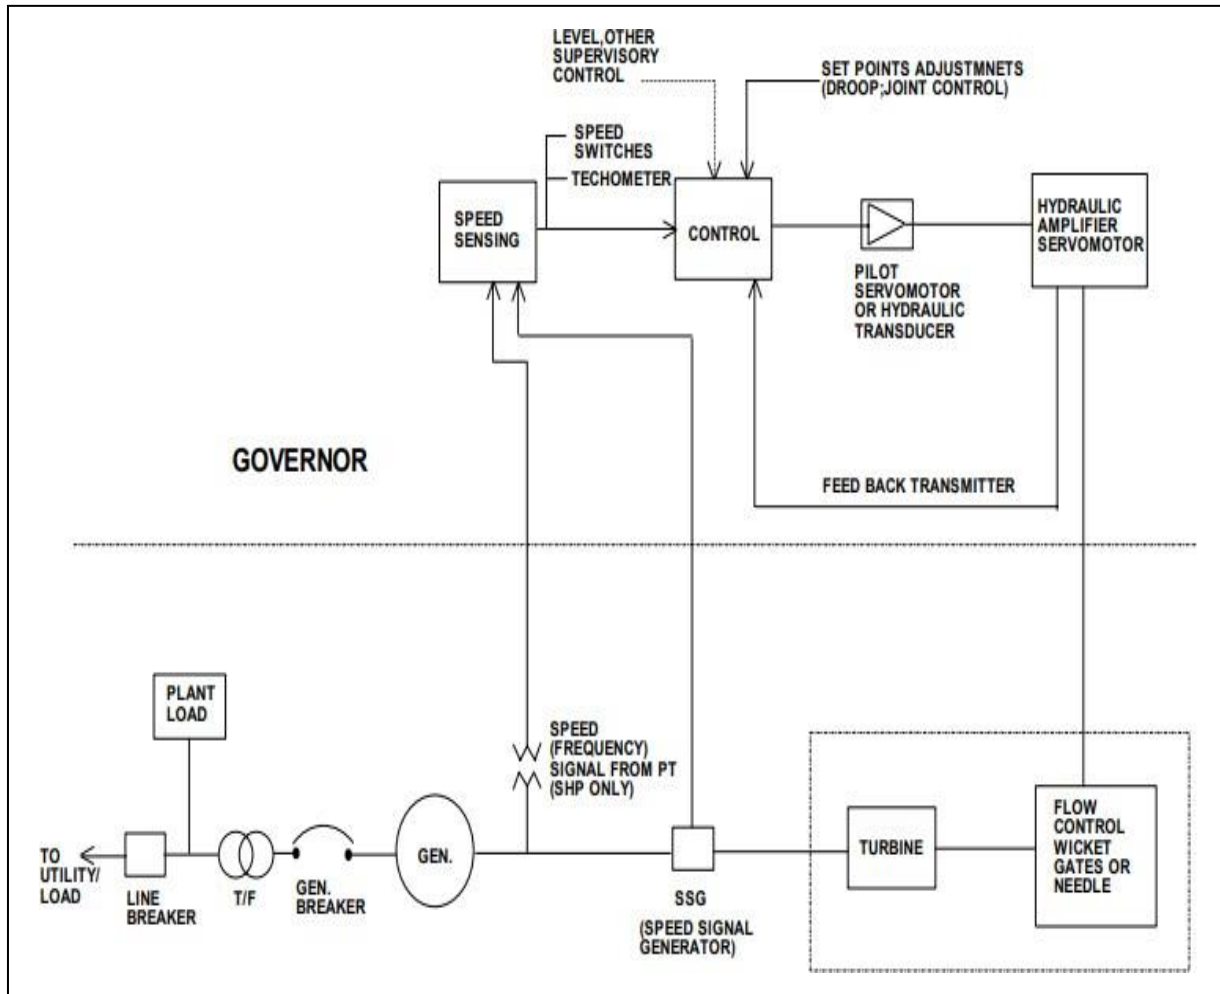 LEVEL,OTHER
SUPERVISORY
CONTROL
SET POINTS ADJUSTMNETS
(DROOP;JOINT CONTROL)
SPEED
SWITCHES
TECHOMETER
SPEED
SENSING
CONTROL
HYDRAULIC
AMPLIFIER
SERVOMOTOR
PILOT
SERVOMOTOR
OR HYDRAULIC
TRANSDUCER
GOVERNOR
FEED BACK TRANSMITTER
PLANT
LOAD
SPEED
(FREQUENCY)
SIGNAL FROM PT
(SHP ONLY)
TO
UTILITY/
LOAD
LINE
BREAKER
T/F
GEN.
BREAKER
GEN.
SSG
(SPEED SIGNAL
GENERATOR)
TURBINE
FLOW
CONTROL
WICKET
GATES OR
NEEDLE